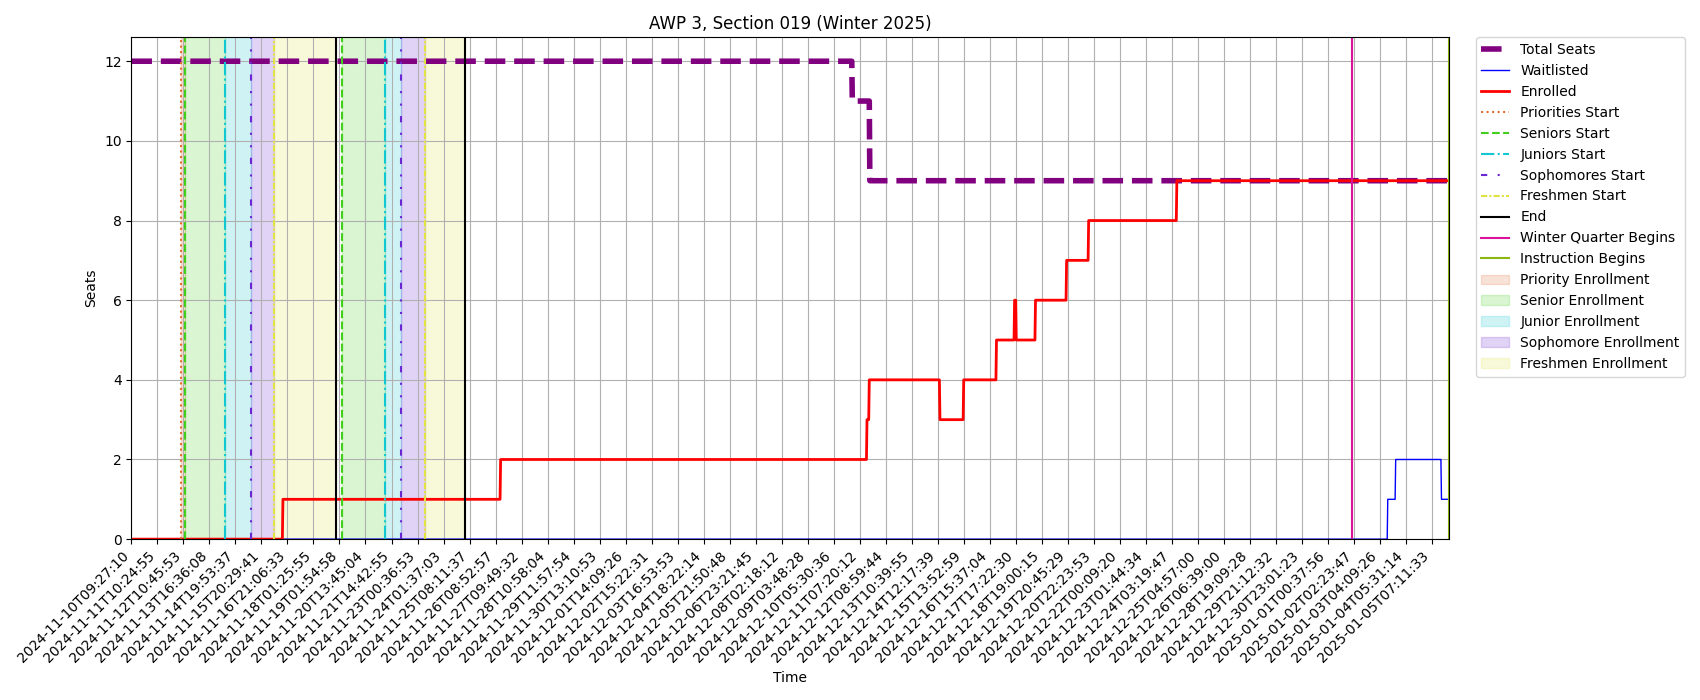 AWP 3, Section 019 (Winter 2025)
Seats
12
10
8
6
4
2
0
Total Seats
Waitlisted
Enrolled
Priorities Start
Seniors Start
Juniors Start
Sophomores Start
Freshmen Start
End
Winter Quarter Begins
Instruction Begins
Priority Enrollment
Senior Enrollment
Junior Enrollment
Sophomore Enrollment
Freshmen Enrollment
2024-11-10T09:27:10
2024-11-11T10:24:55
2024-11-12T10:45:53
2024-11-13T16:36:08
2024-11-14T19:53:37
2024-11-15T20:29:41
2024-11-16T21:06:33
2024-11-18T01:25:55
2024-11-19T01:54:58
2024-11-20T13:45:04
2024-11-21T14:42:55
2024-11-23T00:36:53
2024-11-24T01:37:03
2024-11-25T08:11:37
2024-11-26T08:52:57
2024-11-27T09:49:32
2024-11-28T10:58:04
2024-11-29T11:57:54
2024-11-30T13:10:53
2024-12-01T14:09:26
2024-12-02T15:22:31
2024-12-03T16:53:53
2024-12-04T18:22:14
2024-12-05T21:50:48
2024-12-06T23:21:45
2024-12-08T02:18:12
2024-12-09T03:48:28
2024-12-10T05:30:36
2024-12-11T07:20:12
2024-12-12T08:59:44
2024-12-13T10:39:55
2024-12-14T12:17:39
2024-12-15T13:52:59
2024-12-16T15:37:04
2024-12-17T17:22:30
2024-12-18T19:00:15
2024-12-19T20:45:29
2024-12-20T22:23:53
2024-12-22T00:09:20
2024-12-23T01:44:34
2024-12-24T03:19:47
2024-12-25T04:57:00
2024-12-26T06:39:00
2024-12-28T19:09:28
2024-12-29T21:12:32
2024-12-30T23:01:23
2025-01-01T00:37:56
2025-01-02T02:23:47
2025-01-03T04:09:26
2025-01-04T05:31:14
2025-01-05T07:11:33
Time